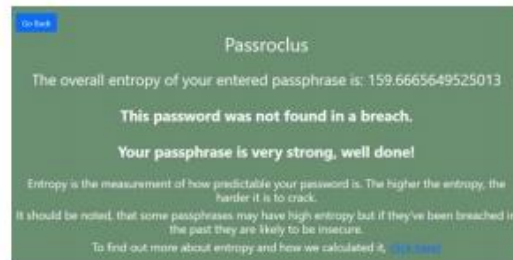 Go Back
Passroclus
The overall entropy of your entered passphrase is: 159.6665649525013
This password was not found in a breach.
Your passphrase is very strong, well done!
Entropy is the measurement of how predictable your password is. The higher the entropy, the
harder it is to crack.
It should be noted, that some passphrases may have high entropy but if they've been breached in
the past they are likely to be insecure.
To find out more about entropy and how we calculated it, click here!